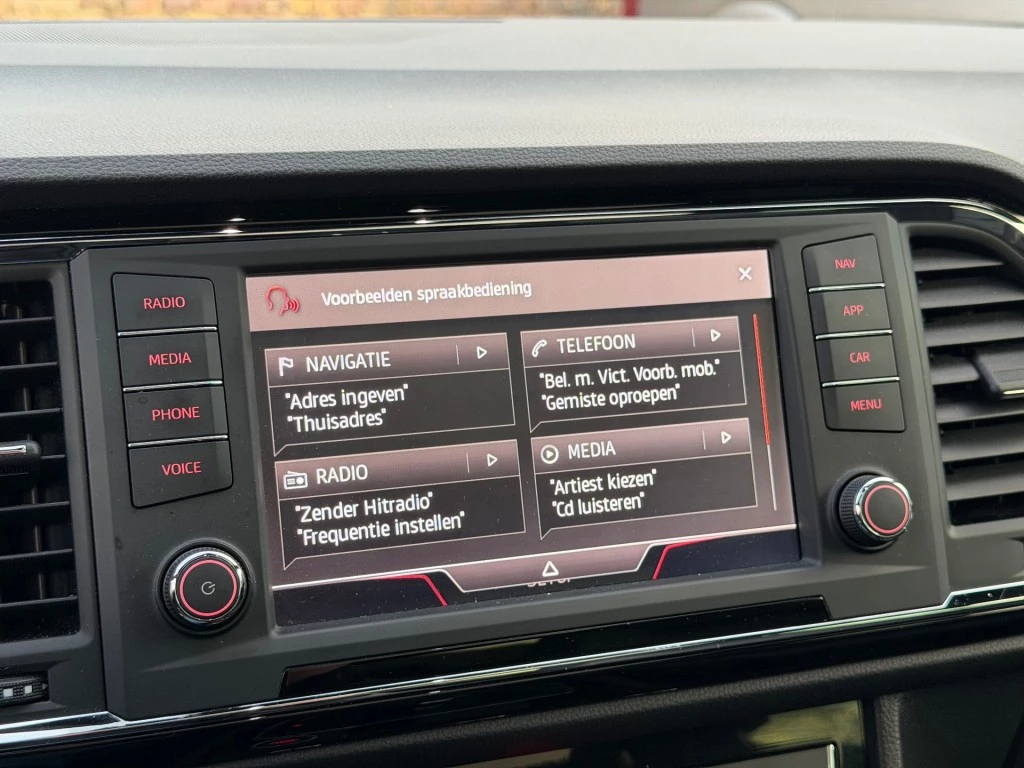 RADIO
MEDIA
PHONE
VOICE
Voorbeelden spraakbediening
NAVIGATIE
"Adres ingeven"
"Thuisadres"
TELEFOON
"Bel. m. Vict. Voorb. mob."
"Gemiste oproepen"
RADIO
"Zender Hitradio"
"Frequentie instellen"
MEDIA
"Artiest kiezen"
"Cd luisteren"
NAV
APP
CAR
MENU